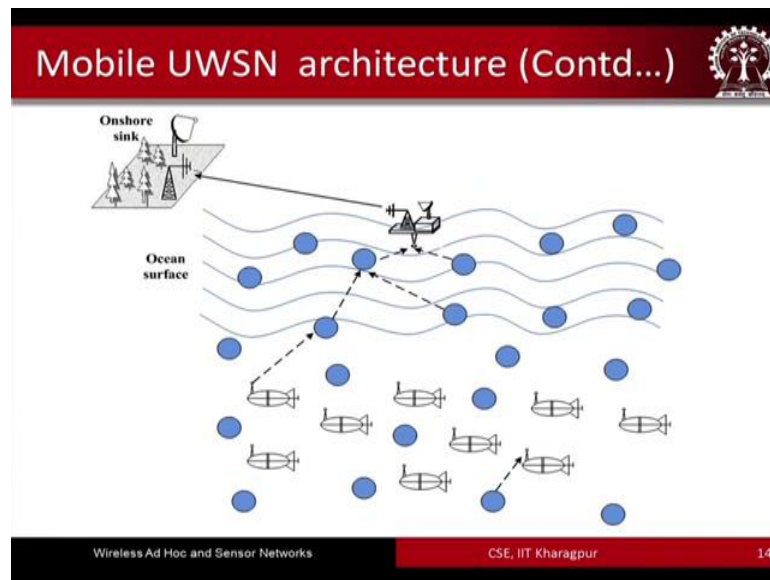 Mobile UWSN architecture (Contd...)
Onshore
sink
Ocean
surface
Wireless Ad Hoc and Sensor Networks
CSE, IIT Kharagpur
14